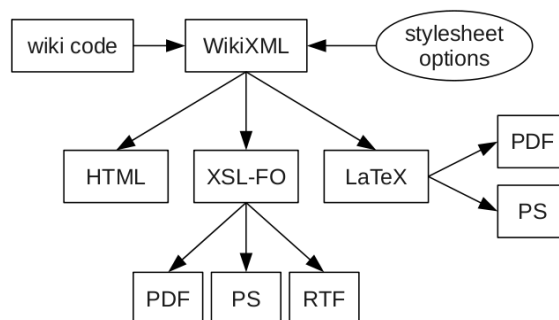 wiki code
WikiXML
stylesheet
options
HTML
XSL-FO
LaTeX
PDF
PS
PDF
PS
RTF